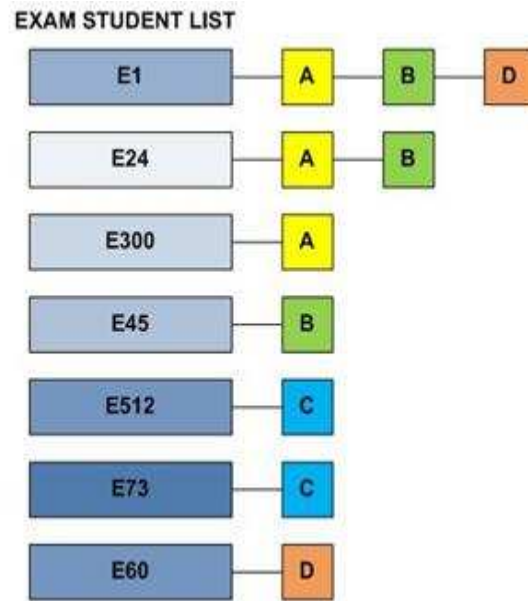 EXAM STUDENT LIST
E1 A B D
E24 A B
E300 A
E45 B
E512 C
E73 C
E60 D